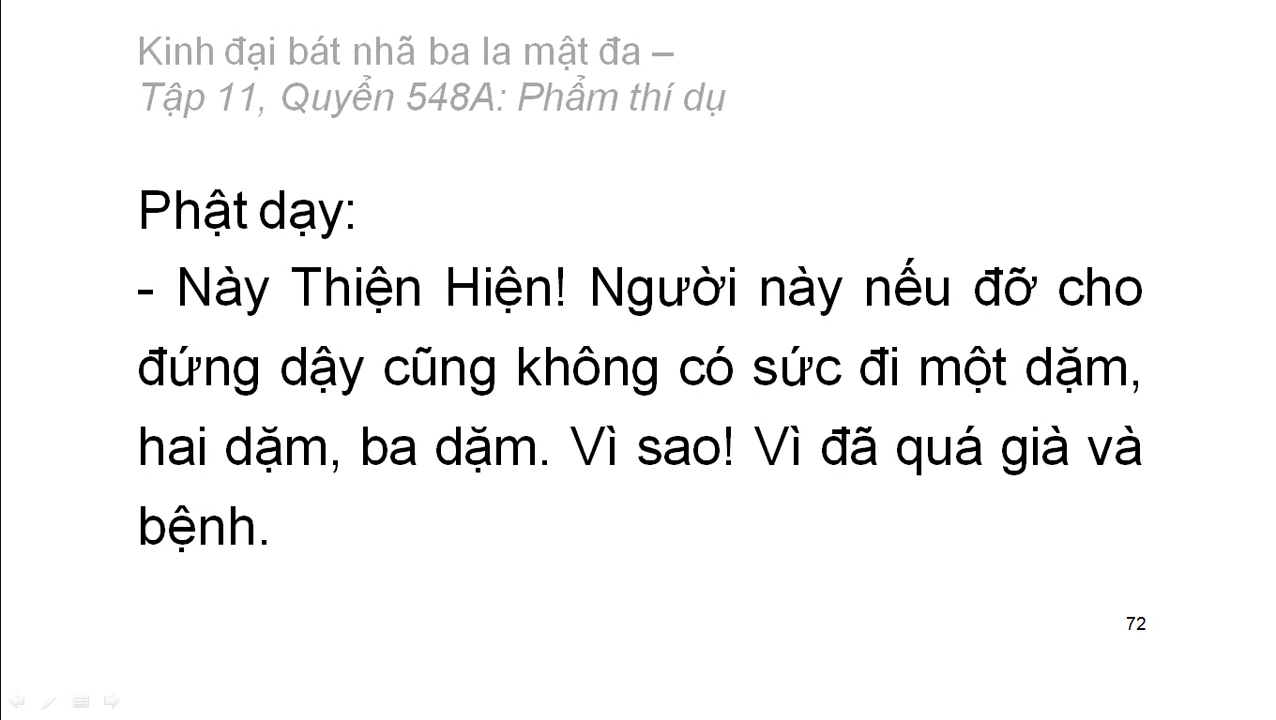 Kinh đại bát nhã ba la mật đa –
Tập 11, Quyển 548A: Phẩm thí dụ
Phật dạy:
- Này Thiện Hiện! Người này nếu đỡ cho
đứng dậy cũng không có sức đi một dặm,
hai dặm, ba dặm. Vì sao! Vì đã quá già và
bệnh.
72